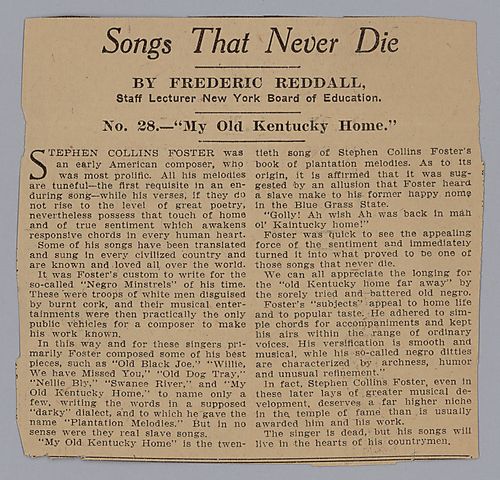 Songs That Never Die
BY FREDERIC REDDALL,
Staff Lecturer New York Board of Education.
No. 28.—"My Old Kentucky Home."
STEPHEN COLLINS FOSTER was
an early American composer, who
was most prolific. All his melodies
are tuneful—the first requisite in an en-
during song—while his verses, if they do
not rise to the level of great poetry,
nevertheless possess that touch of home
and of true sentiment which awakens
responsive chords in every human heart.
Some of his songs have been translated
and sung in every civilized country and
are known and loved all over the world.
It was Foster's custom to write for the
so-called "Negro Minstrels" of his time.
These were troops of white men disguised
by burnt cork, and their musical enter-
tainments were then practically the only
public vehicles for a composer to make
his work known.
In this way and for these singers pri-
marily Foster composed some of his best
pieces, such as "Old Black Joe," "Willie,
We have Missed You," "Old Dog Tray,"
"Nellie Bly," "Swanee River," and "My
Old Kentucky Home," to name only a
few, writing the words in a supposed
"darky" dialect, and to which he gave the
name "Plantation Melodies." But in no
sense were they real slave songs.
"My Old Kentucky Home" is the twen-
tieth song of Stephen Collins Foster's
book of plantation melodies. As to its
origin, it is affirmed that it was sug-
gested by an allusion that Foster heard
a slave make to his former happy home
in the Blue Grass State.
"Golly! Ah wish Ah was back in mah
ol' Kaintucky home!"
Foster was quick to see the appealing
force of the sentiment and immediately
turned it into what proved to be one of
those songs that never die.
We can all appreciate the longing for
the "old Kentucky home far away" by
the sorely tried and battered old negro.
Foster's "subjects" appeal to home life
and to popular taste. He adhered to sim-
ple chords for accompaniments and kept
his airs within the range of ordinary
voices. His versification is smooth and
musical, while his so-called negro ditties
are characterized by archness, humor
and unusual refinement."
In fact, Stephen Collins Foster, even in
these later lays of greater musical de-
velopment, deserves a far higher niche
in the temple of fame than is usually
awarded him and his work.
The singer is dead, but his songs will
live in the hearts of his countrymen.